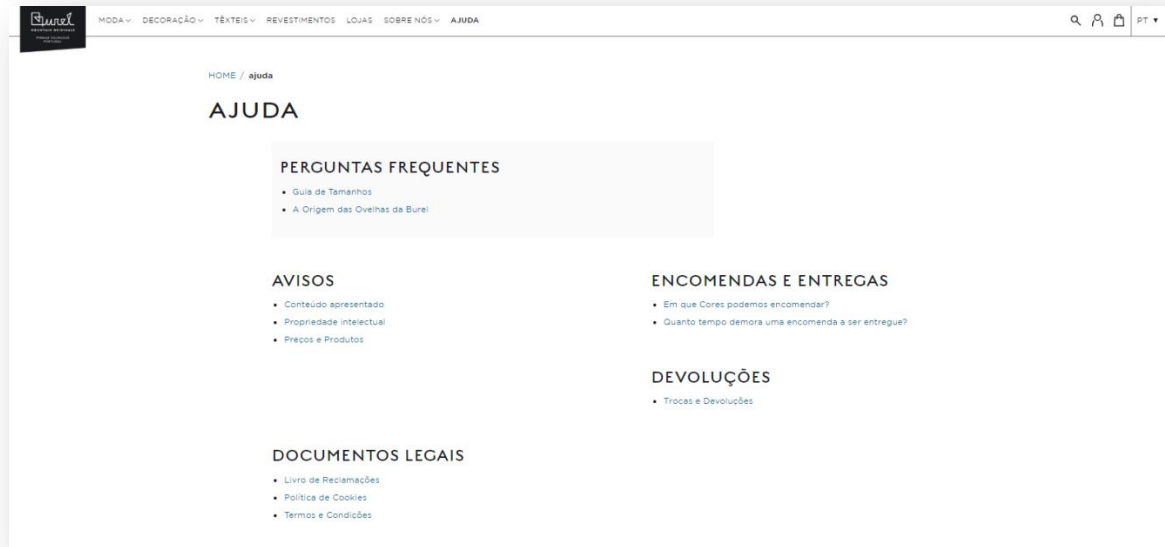 Burel
MOUNTAIN ORIGINALS
PORTUGAL
MODA DECORAÇÃO TÊXTEIS REVESTIMENTOS LOJAS SOBRE NÓS AJUDA
PT
HOME / ajuda
AJUDA
PERGUNTAS FREQUENTES
Guia de Tamanhos
A Origem das Ovelhas da Burel
AVISOS
Conteúdo apresentado
Propriedade intelectual
Preços e Produtos
ENCOMENDAS E ENTREGAS
Em que Cores podemos encomendar?
Quanto tempo demora uma encomenda a ser entregue?
DEVOLUÇÕES
Trocas e Devoluções
DOCUMENTOS LEGAIS
Livro de Reclamações
Política de Cookies
Termos e Condições